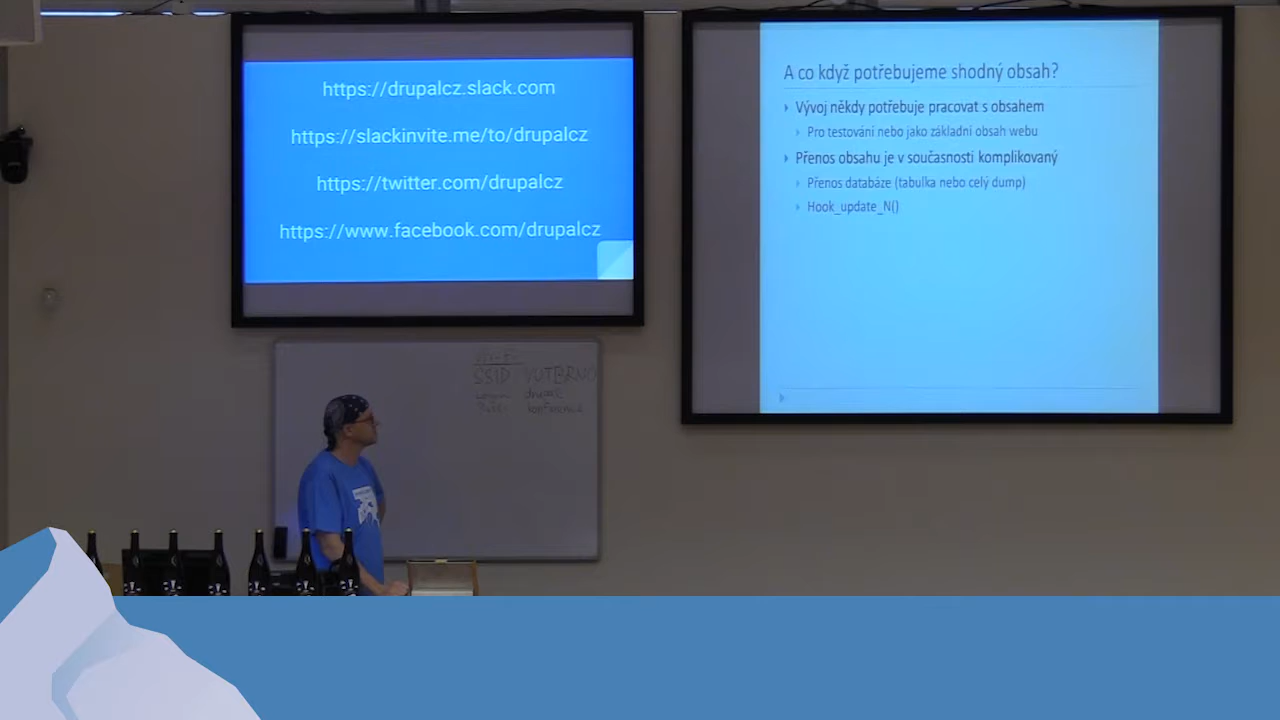 https://drupalcz.slack.com
https://slackinvite.me/to/drupalcz
https://twitter.com/drupalcz
https://www.facebook.com/drupalcz
A co když potřebujeme shodný obsah?
Vývoj někdy potřebuje pracovat s obsahem
Pro testování nebo jako základní obsah webu
Přenos obsahu je v současnosti komplikovaný
Přenos databáze (tabulka nebo celý dump)
Hook_update_N()
SSID VUTBRNO